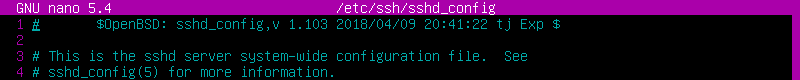 GNU nano 5.4 /etc/ssh/sshd_config
1 # $OpenBSD: sshd_config,v 1.103 2018/04/09 20:41:22 tj Exp $
2
3 # This is the sshd server system-wide configuration file. See
4 # sshd_config(5) for more information.